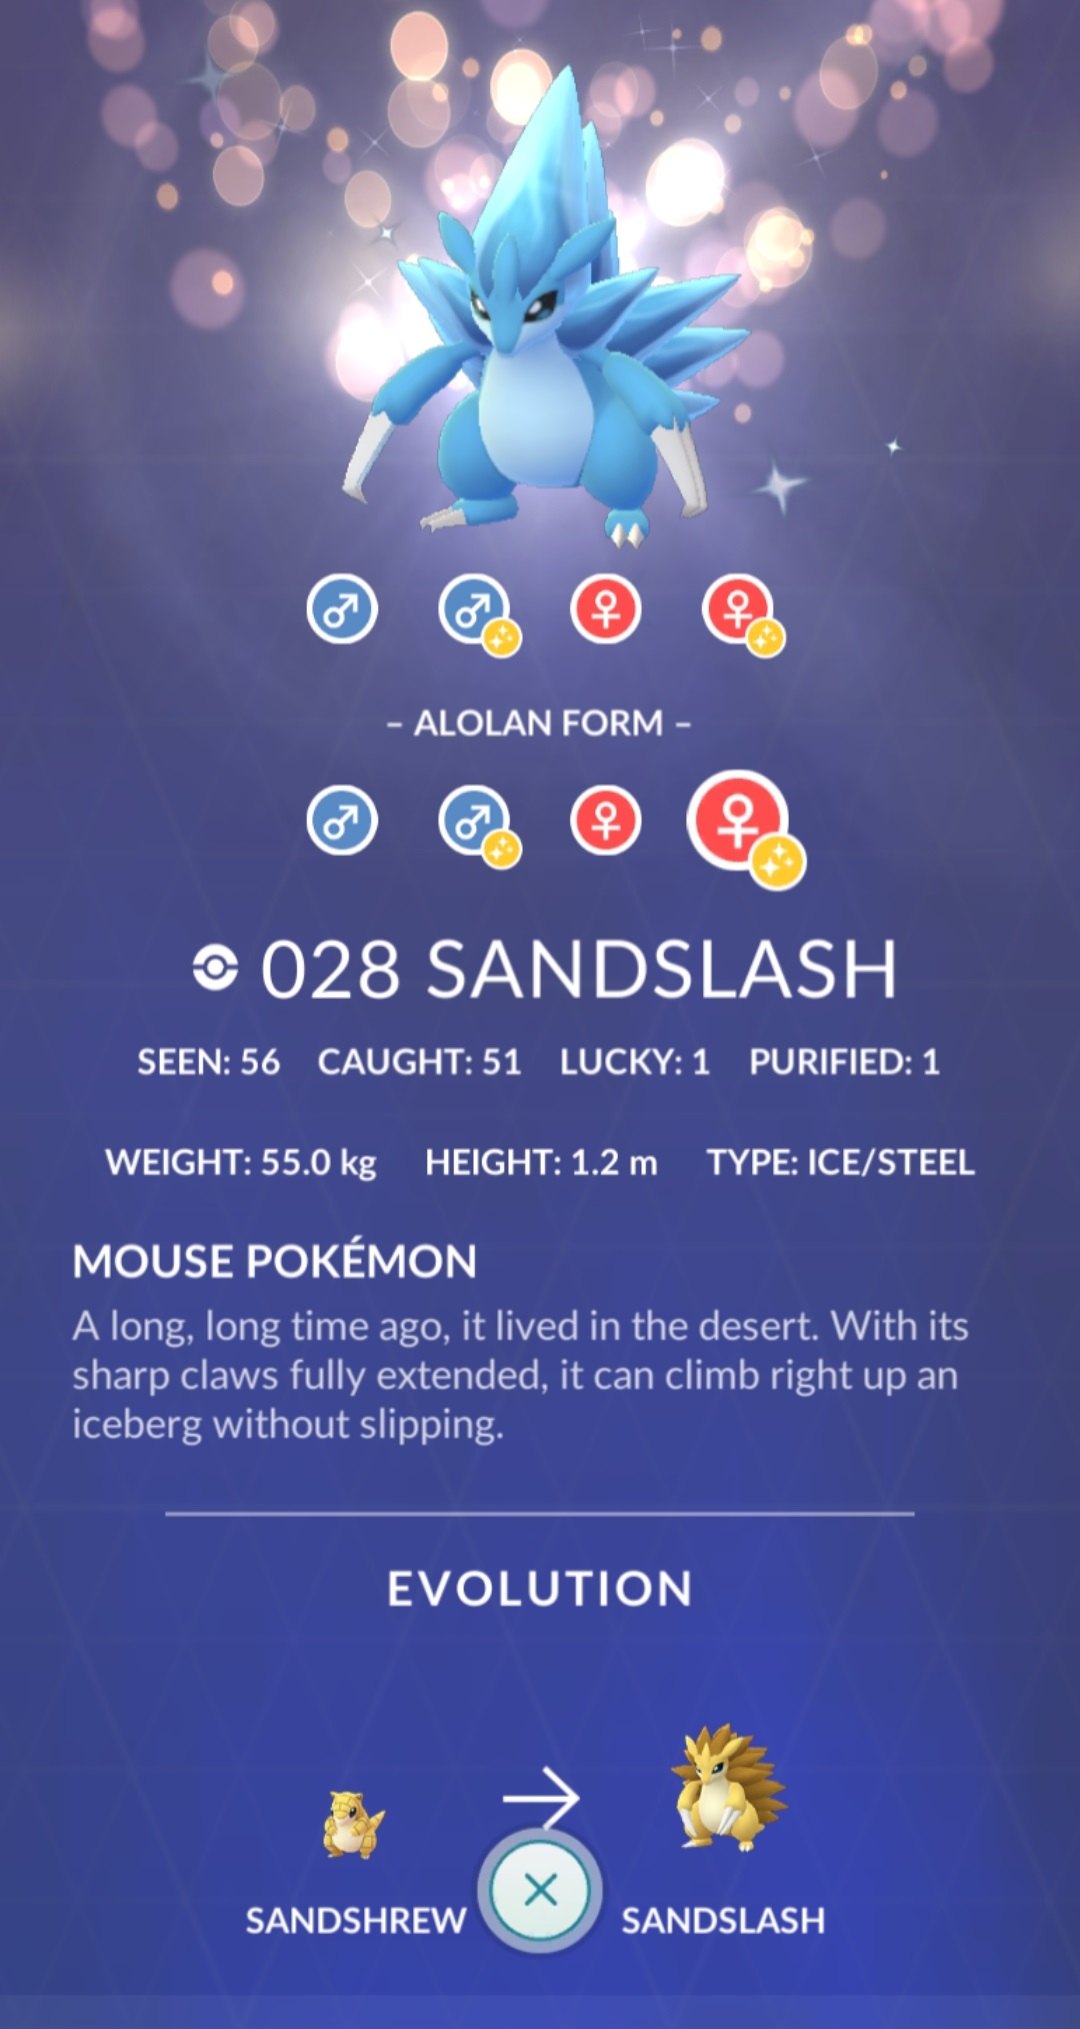 – ALOLAN FORM –
028 SANDSLASH
SEEN: 56 CAUGHT: 51 LUCKY: 1 PURIFIED: 1
WEIGHT: 55.0 kg HEIGHT: 1.2 m TYPE: ICE/STEEL
MOUSE POKÉMON
A long, long time ago, it lived in the desert. With its
sharp claws fully extended, it can climb right up an
iceberg without slipping.
EVOLUTION
SANDSHREW SANDSLASH